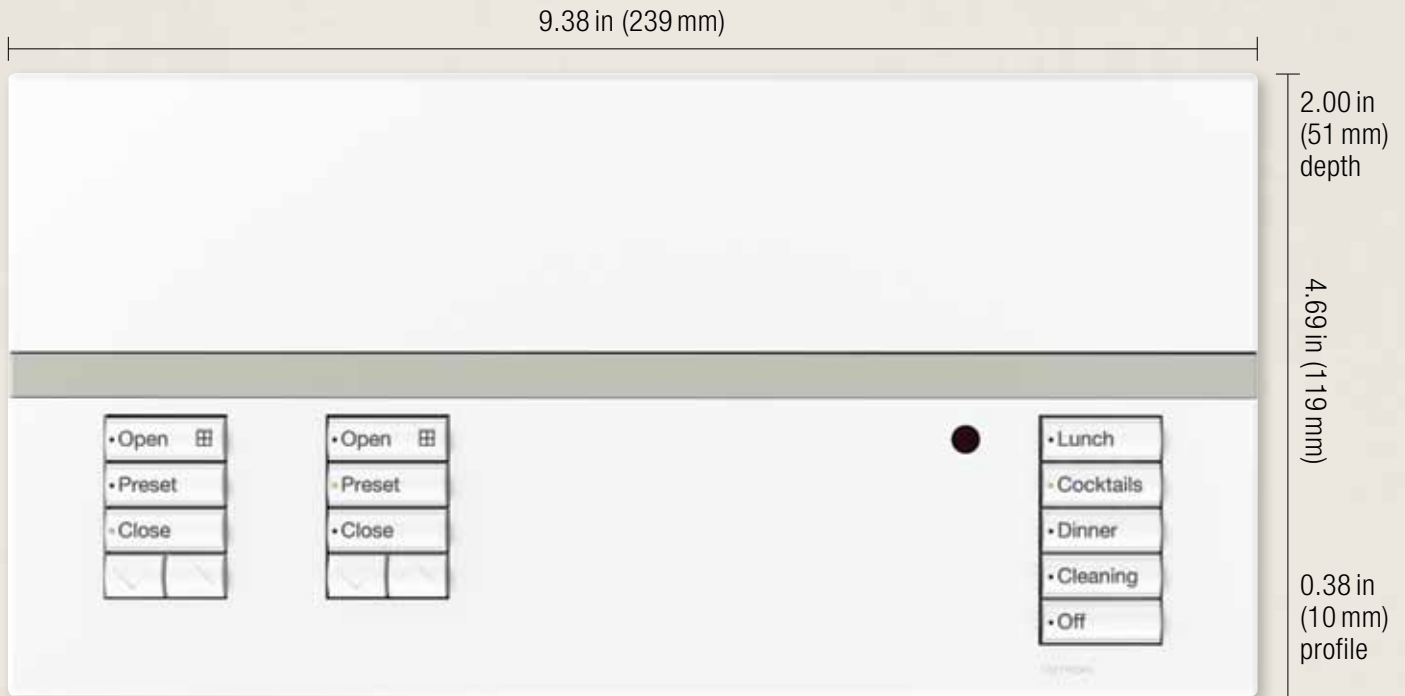 9.38 in (239 mm)
2.00 in
(51 mm)
depth
4.69 in (119 mm)
0.38 in
(10 mm)
profile
Open
Preset
Close
Open
Preset
Close
Lunch
Cocktails
Dinner
Cleaning
Off